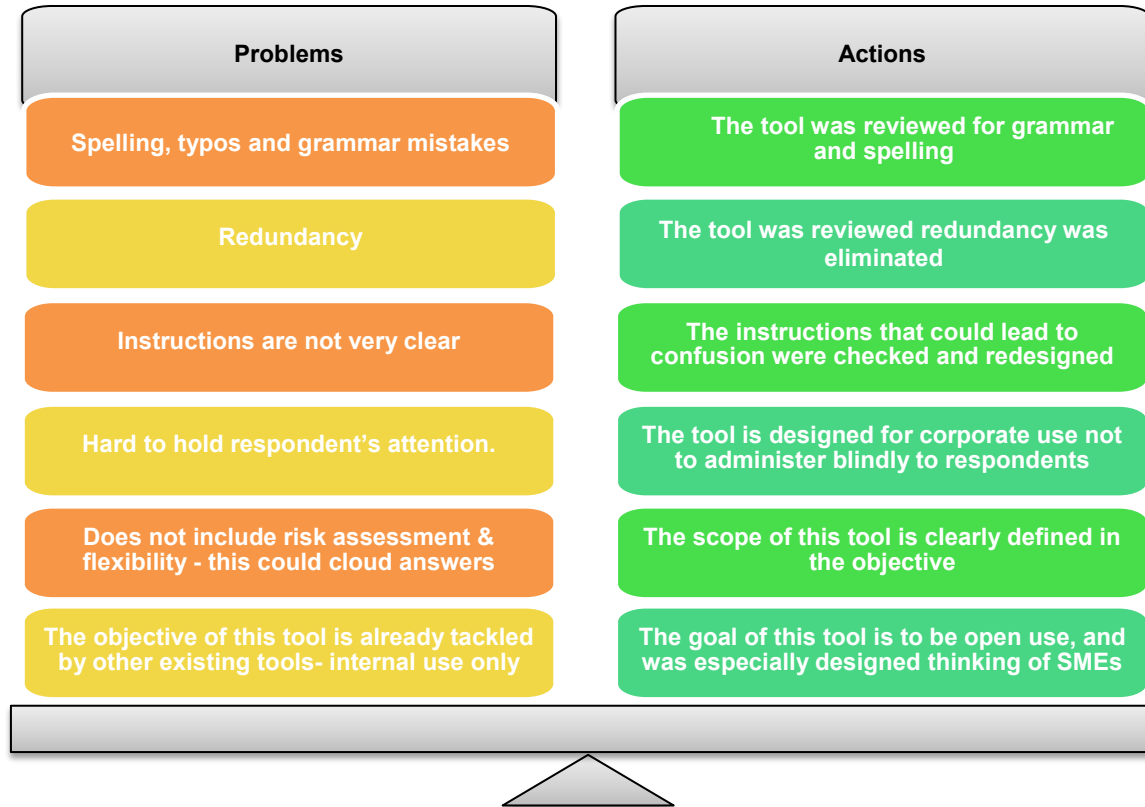 Problems
Spelling, typos and grammar mistakes
Redundancy
Instructions are not very clear
Hard to hold respondent’s attention.
Does not include risk assessment &
flexibility - this could cloud answers
The objective of this tool is already tackled
by other existing tools- internal use only
Actions
The tool was reviewed for grammar
and spelling
The tool was reviewed redundancy was
eliminated
The instructions that could lead to
confusion were checked and redesigned
The tool is designed for corporate use not
to administer blindly to respondents
The scope of this tool is clearly defined in
the objective
The goal of this tool is to be open use, and
was especially designed thinking of SMEs